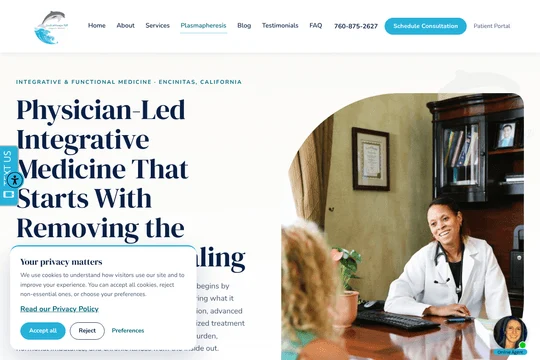 Home About Services Plasmapheresis Blog Testimonials FAQ 760-875-2627 Schedule Consultation Patient Portal
INTEGRATIVE & FUNCTIONAL MEDICINE · ENCINITAS, CALIFORNIA
Physician-Led
Integrative
Medicine That
Starts With
Removing the
aling
TEXT US
begins by
ring what it
ion, advanced
ized treatment
urden,
out.
Your privacy matters
We use cookies to understand how visitors use our site and to
improve your experience. You can accept all cookies, reject
non-essential ones, or choose your preferences.
Read our Privacy Policy
Accept all Reject Preferences
Online Agent